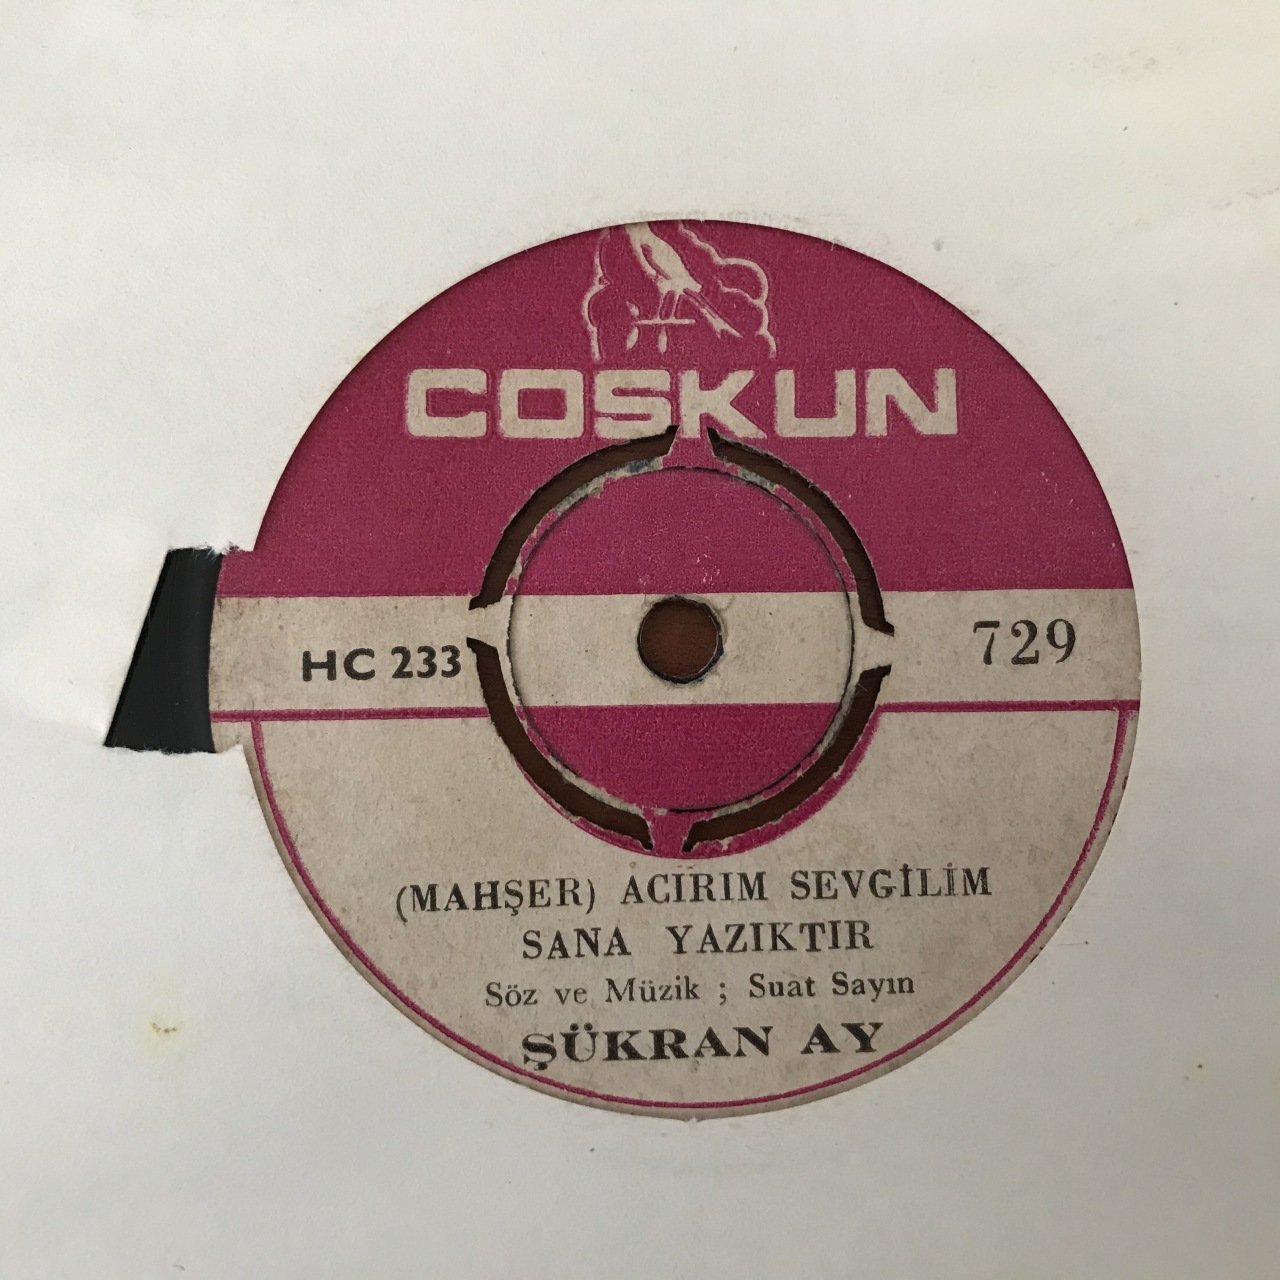 COSKUN
HC 233
729
(MAHŞER) ACIRIM SEVGİLİM
SANA YAZIKTIR
Söz ve Müzik ; Suat Sayın
ŞÜKRAN AY